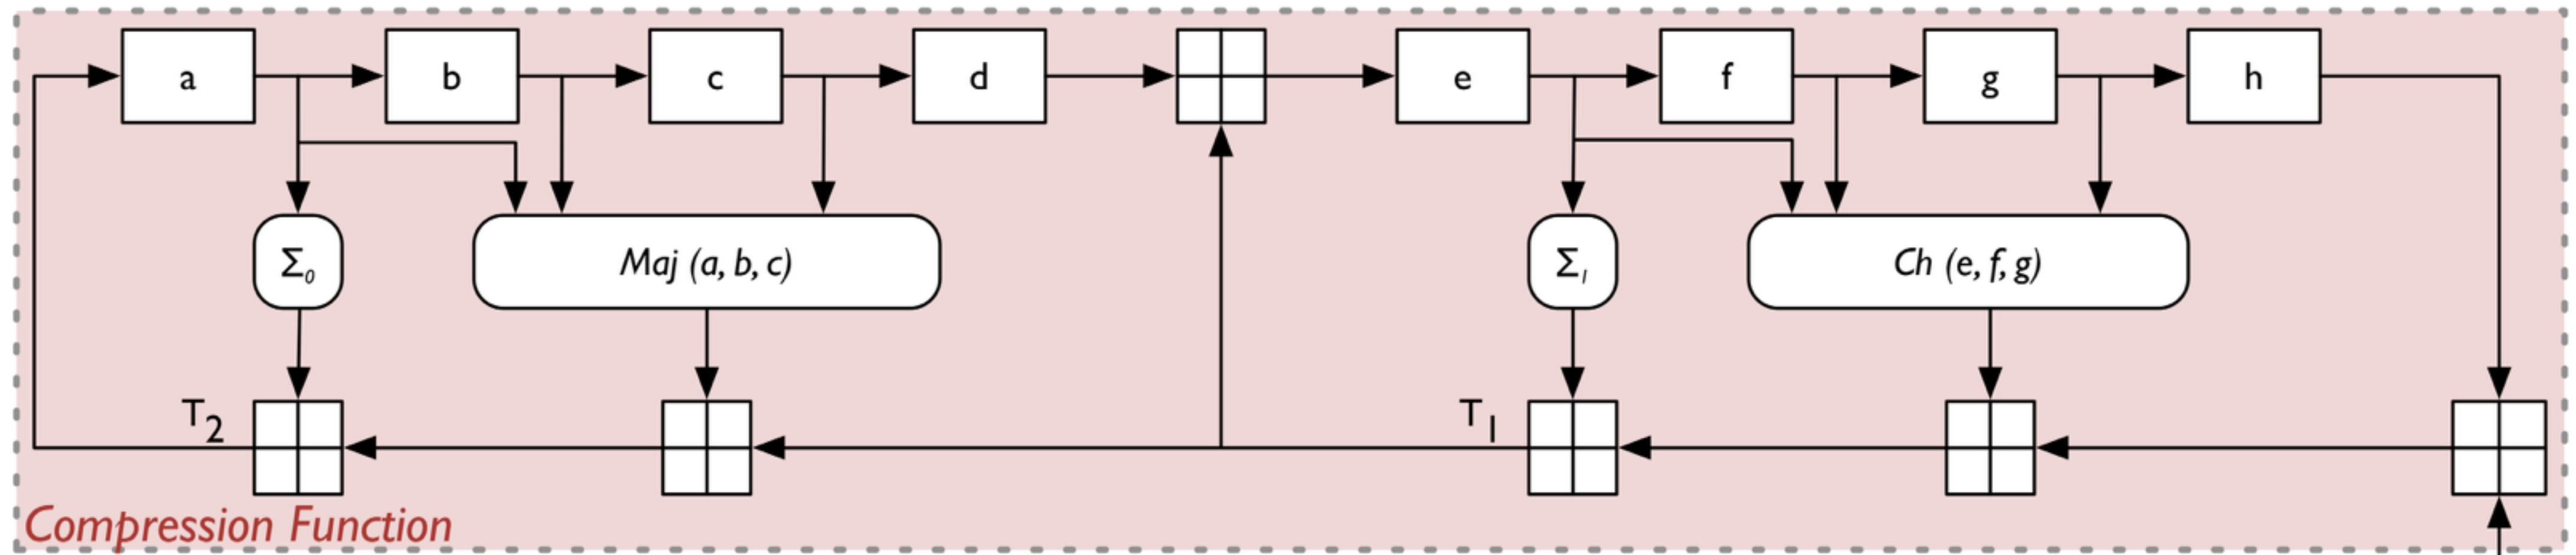 a b c d e f g h
Σ₀ Maj (a, b, c) Σ₁ Ch (e, f, g)
T₂ T₁
Compression Function